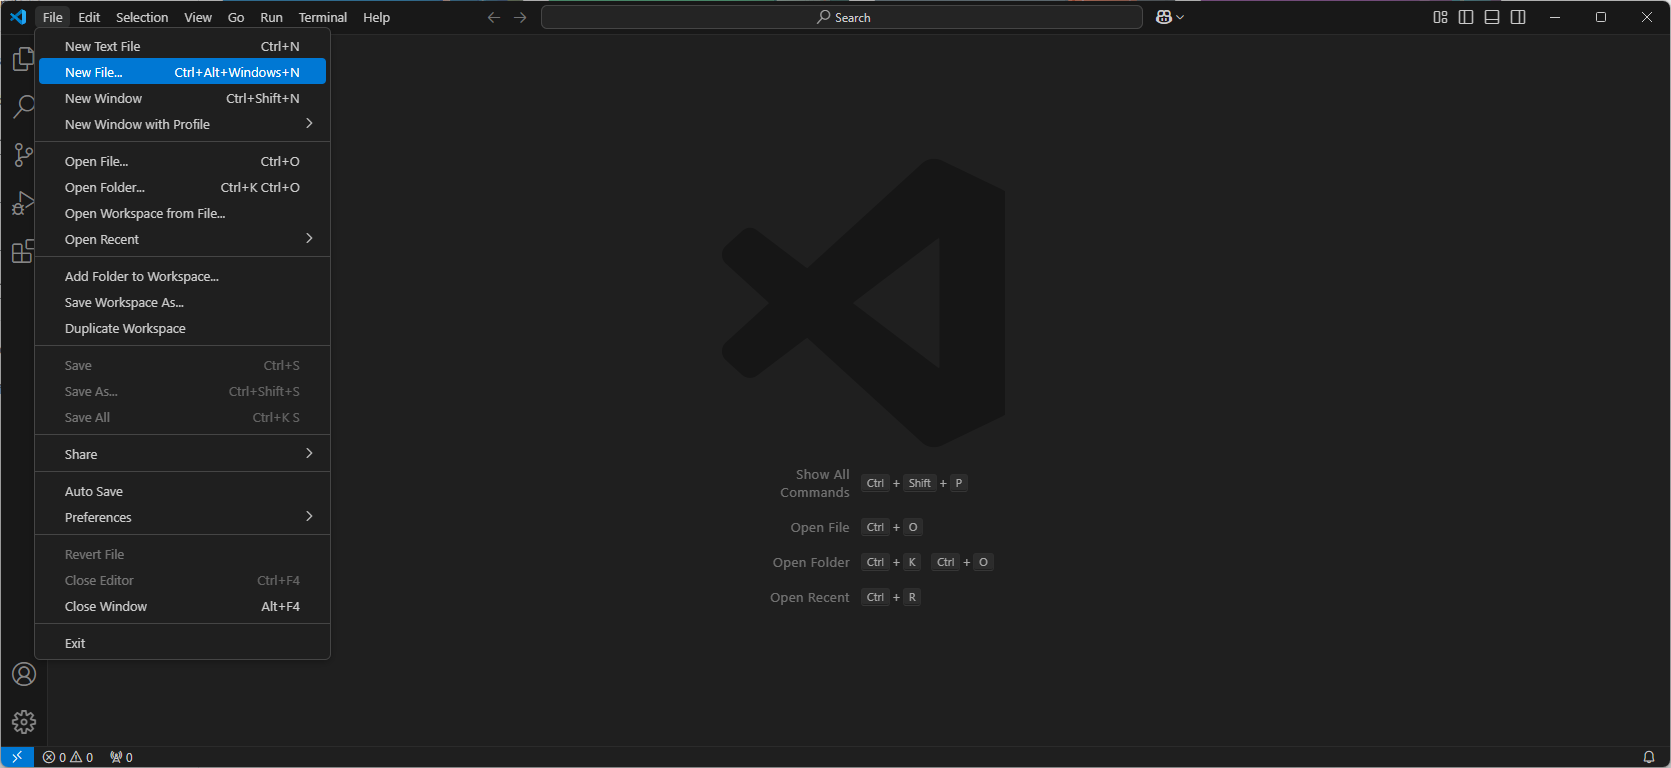 File Edit Selection View Go Run Terminal Help
Search
New Text File Ctrl+N
New File... Ctrl+Alt+Windows+N
New Window Ctrl+Shift+N
New Window with Profile
Open File... Ctrl+O
Open Folder... Ctrl+K Ctrl+O
Open Workspace from File...
Open Recent
Add Folder to Workspace...
Save Workspace As...
Duplicate Workspace
Save Ctrl+S
Save As... Ctrl+Shift+S
Save All Ctrl+K S
Share
Auto Save
Preferences
Revert File
Close Editor Ctrl+F4
Close Window Alt+F4
Exit
Show All
Commands Ctrl + Shift + P
Open File Ctrl + O
Open Folder Ctrl + K Ctrl + O
Open Recent Ctrl + R
0 0 0